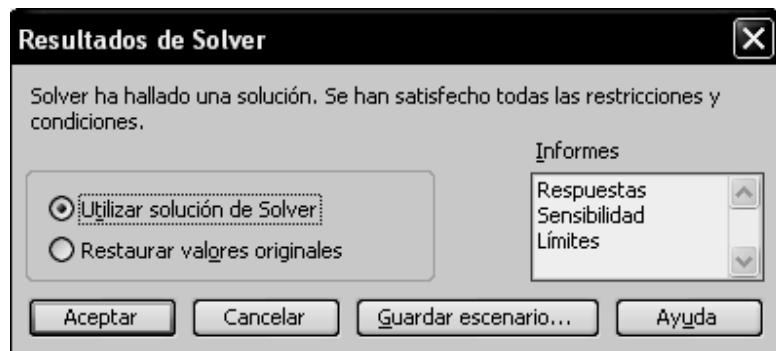 Resultados de Solver
Solver ha hallado una solución. Se han satisfecho todas las restricciones y
condiciones.
Informes
Utilizar solución de Solver
Restaurar valores originales
Respuestas
Sensibilidad
Límites
Aceptar
Cancelar
Guardar escenario...
Ayuda